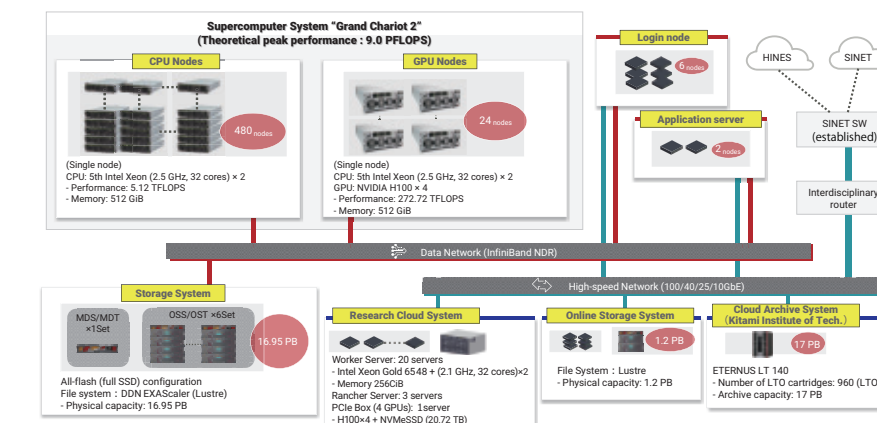 Supercomputer System “Grand Chariot 2”
(Theoretical peak performance : 9.0 PFLOPS)
CPU Nodes
480 nodes
(Single node)
CPU: 5th Intel Xeon (2.5 GHz, 32 cores) × 2
- Performance: 5.12 TFLOPS
- Memory: 512 GiB
GPU Nodes
24 nodes
(Single node)
CPU: 5th Intel Xeon (2.5 GHz, 32 cores) × 2
GPU: NVIDIA H100 × 4
- Performance: 272.72 TFLOPS
- Memory: 512 GiB
Login node
6 nodes
Application server
2 nodes
HINES
SINET
SINET SW
(established)
Interdisciplinary
router
Data Network (InfiniBand NDR)
High-speed Network (100/40/25/10GbE)
Storage System
MDS/MDT
×1Set
OSS/OST ×6Set
16.95 PB
All-flash (full SSD) configuration
File system : DDN EXAScaler (Lustre)
- Physical capacity: 16.95 PB
Research Cloud System
Worker Server: 20 servers
- Intel Xeon Gold 6548 + (2.1 GHz, 32 cores)×2
- Memory 256GiB
Rancher Server: 3 servers
PCIe Box (4 GPUs): 1server
- H100×4 + NVMeSSD (20.72 TB)
Online Storage System
1.2 PB
File System : Lustre
- Physical capacity: 1.2 PB
Cloud Archive System
(Kitami Institute of Tech.)
17 PB
ETERNUS LT 140
- Number of LTO cartridges: 960 (LTO
- Archive capacity: 17 PB